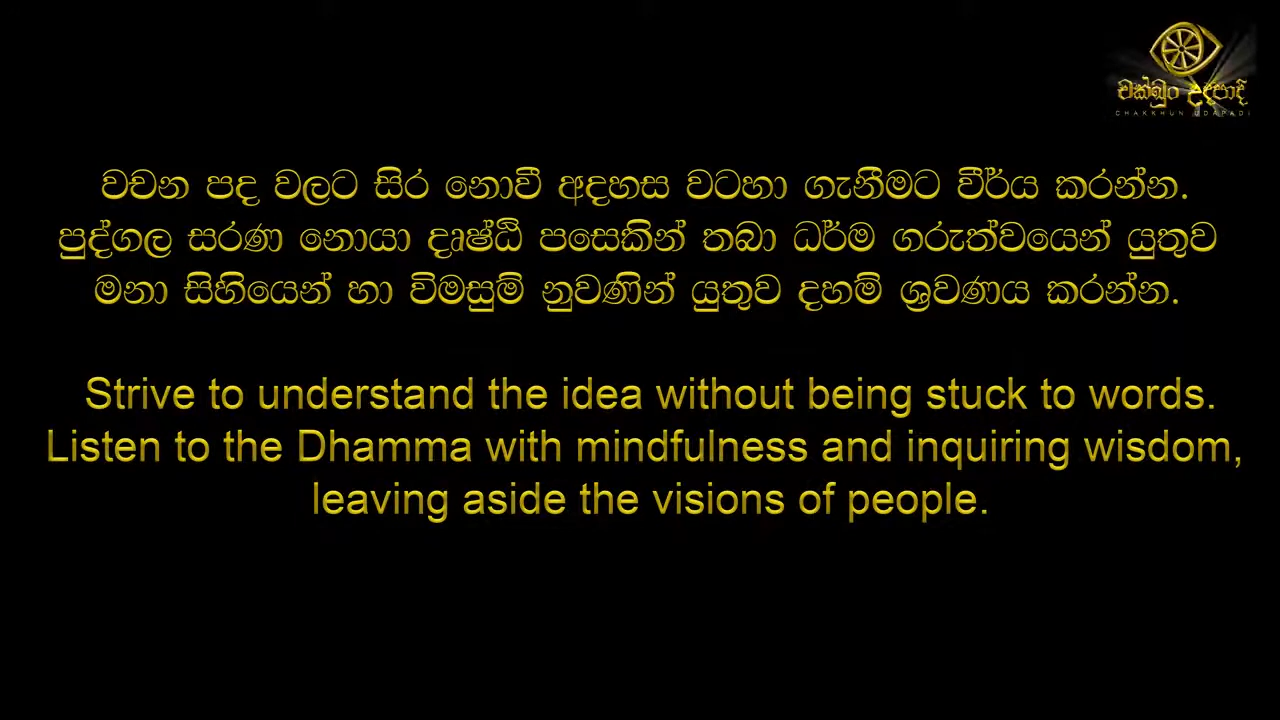 චක්ඛුං උදපාදි
CHAKKHUN UDAPADI
වචන පද වලට සිර නොවී අදහස වටහා ගැනීමට වීර්ය කරන්න.
පුද්ගල සරණ නොයා දෘෂ්ඨි පසෙකින් තබා ධර්ම ගරුත්වයෙන් යුතුව
මනා සිහියෙන් හා විමසුම් නුවණින් යුතුව දහම් ශ්‍රවණය කරන්න.
Strive to understand the idea without being stuck to words.
Listen to the Dhamma with mindfulness and inquiring wisdom,
leaving aside the visions of people.